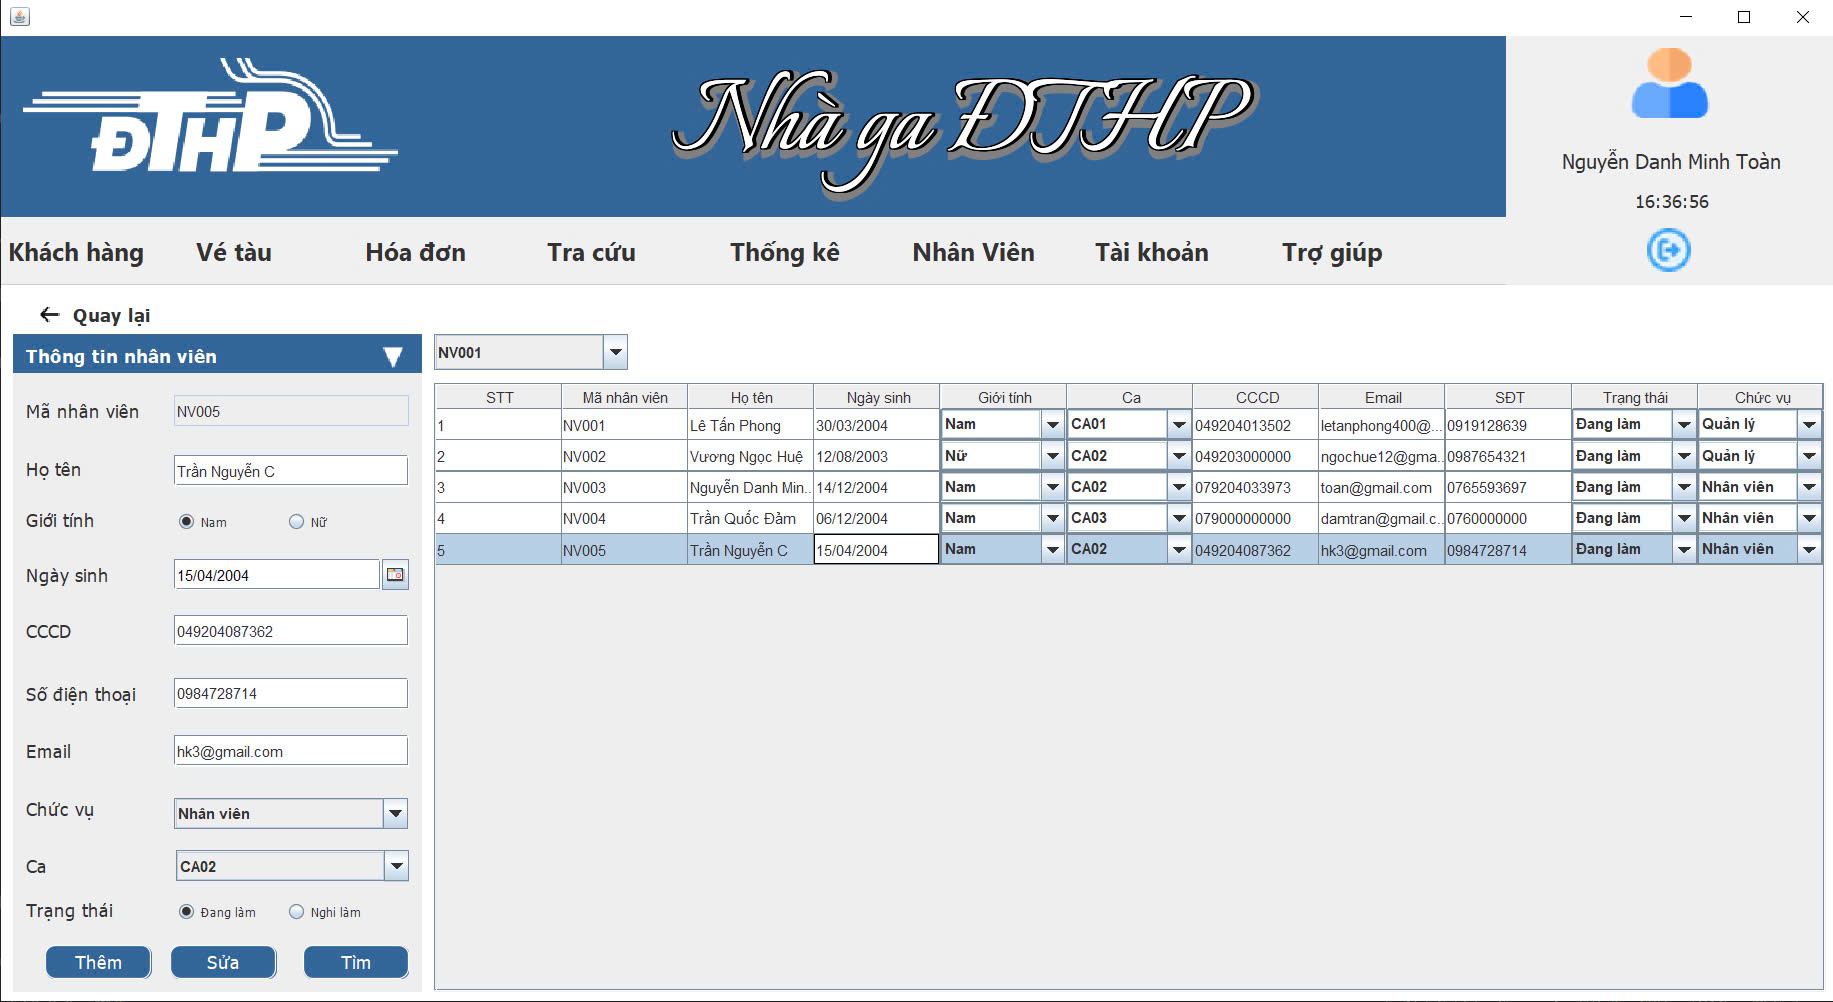 ĐTHP
Nhà ga ĐTHP
Nguyễn Danh Minh Toàn
16:36:56
Khách hàng Vé tàu Hóa đơn Tra cứu Thống kê Nhân Viên Tài khoản Trợ giúp
Quay lại
Thông tin nhân viên
Mã nhân viên NV005
Họ tên Trần Nguyễn C
Giới tính Nam Nữ
Ngày sinh 15/04/2004
CCCD 049204087362
Số điện thoại 0984728714
Email hk3@gmail.com
Chức vụ Nhân viên
Ca CA02
Trạng thái Đang làm Nghỉ làm
Thêm Sửa Tìm
NV001
STT Mã nhân viên Họ tên Ngày sinh Giới tính Ca CCCD Email SĐT Trạng thái Chức vụ
1 NV001 Lê Tấn Phong 30/03/2004 Nam CA01 049204013502 letanphong400@... 0919128639 Đang làm Quản lý
2 NV002 Vương Ngọc Huệ 12/08/2003 Nữ CA02 049203000000 ngochue12@gma... 0987654321 Đang làm Quản lý
3 NV003 Nguyễn Danh Min... 14/12/2004 Nam CA02 079204033973 toan@gmail.com 0765593697 Đang làm Nhân viên
4 NV004 Trần Quốc Đảm 06/12/2004 Nam CA03 079000000000 damtran@gmail.c... 0760000000 Đang làm Nhân viên
5 NV005 Trần Nguyễn C 15/04/2004 Nam CA02 049204087362 hk3@gmail.com 0984728714 Đang làm Nhân viên